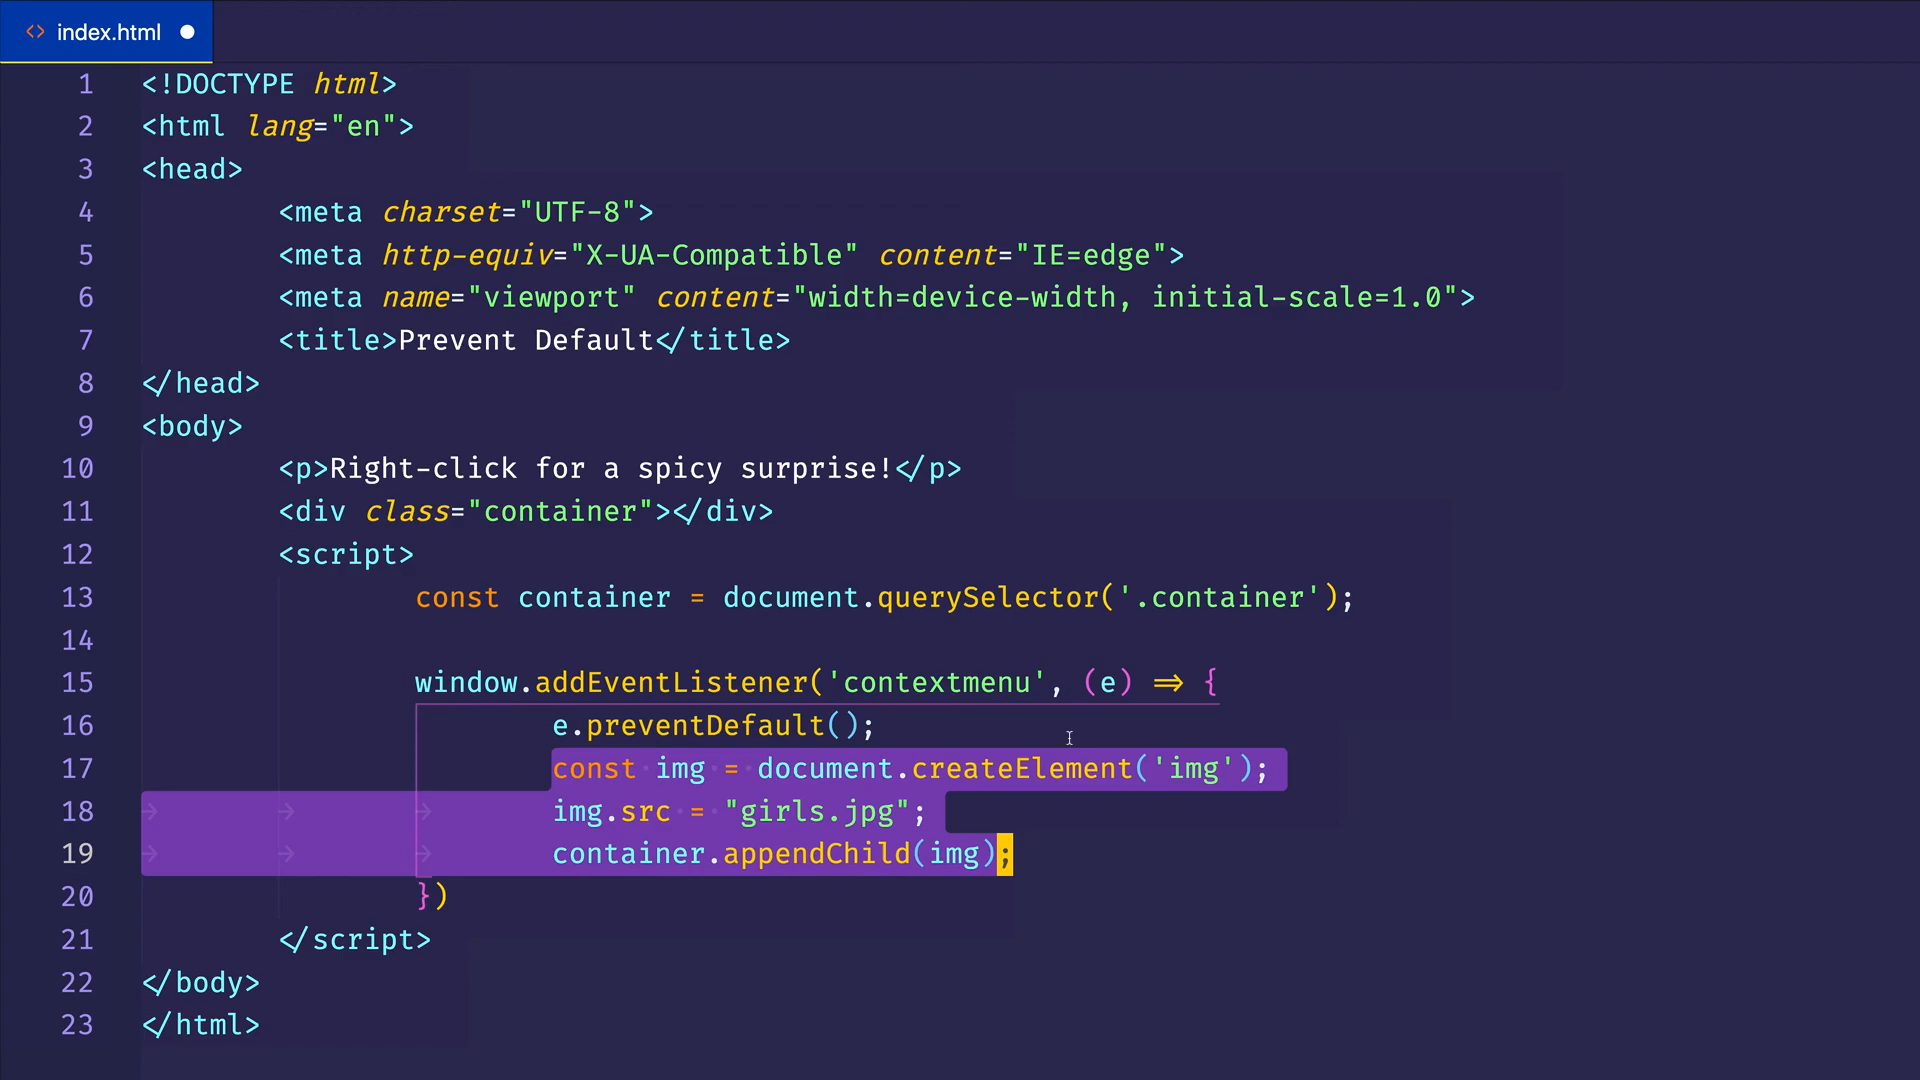 <> index.html
1 <!DOCTYPE html>
2 <html lang="en">
3 <head>
4 <meta charset="UTF-8">
5 <meta http-equiv="X-UA-Compatible" content="IE=edge">
6 <meta name="viewport" content="width=device-width, initial-scale=1.0">
7 <title>Prevent Default</title>
8 </head>
9 <body>
10 <p>Right-click for a spicy surprise!</p>
11 <div class="container"></div>
12 <script>
13 const container = document.querySelector('.container');
14
15 window.addEventListener('contextmenu', (e) => {
16 e.preventDefault();
17 const img = document.createElement('img');
18 img.src = "girls.jpg";
19 container.appendChild(img);
20 })
21 </script>
22 </body>
23 </html>